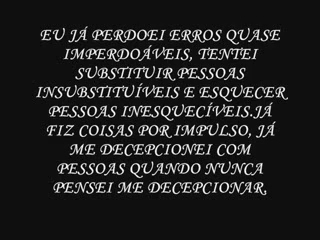 EU JÁ PERDOEI ERROS QUASE
IMPERDOÁVEIS, TENTEI
SUBSTITUIR PESSOAS
INSUBSTITUÍVEIS E ESQUECER
PESSOAS INESQUECÍVEIS.JÁ
FIZ COISAS POR IMPULSO, JÁ
ME DECEPCIONEI COM
PESSOAS QUANDO NUNCA
PENSEI ME DECEPCIONAR,